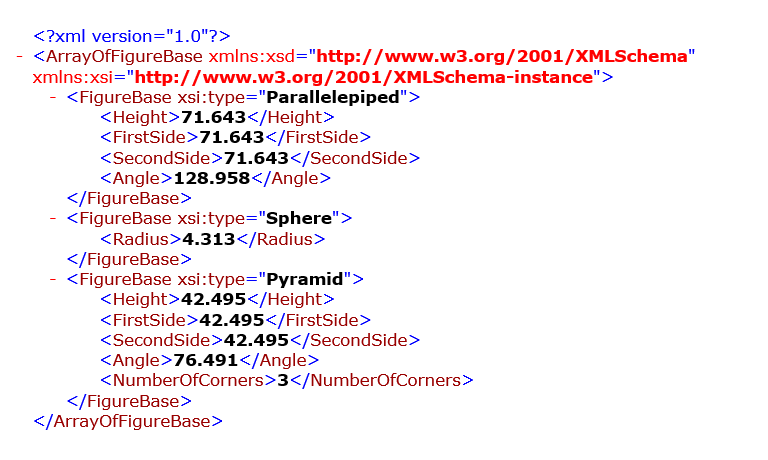 <?xml version="1.0"?>
- <ArrayOfFigureBase xmlns:xsd="http://www.w3.org/2001/XMLSchema"
xmlns:xsi="http://www.w3.org/2001/XMLSchema-instance">
- <FigureBase xsi:type="Parallelepiped">
<Height>71.643</Height>
<FirstSide>71.643</FirstSide>
<SecondSide>71.643</SecondSide>
<Angle>128.958</Angle>
</FigureBase>
- <FigureBase xsi:type="Sphere">
<Radius>4.313</Radius>
</FigureBase>
- <FigureBase xsi:type="Pyramid">
<Height>42.495</Height>
<FirstSide>42.495</FirstSide>
<SecondSide>42.495</SecondSide>
<Angle>76.491</Angle>
<NumberOfCorners>3</NumberOfCorners>
</FigureBase>
</ArrayOfFigureBase>